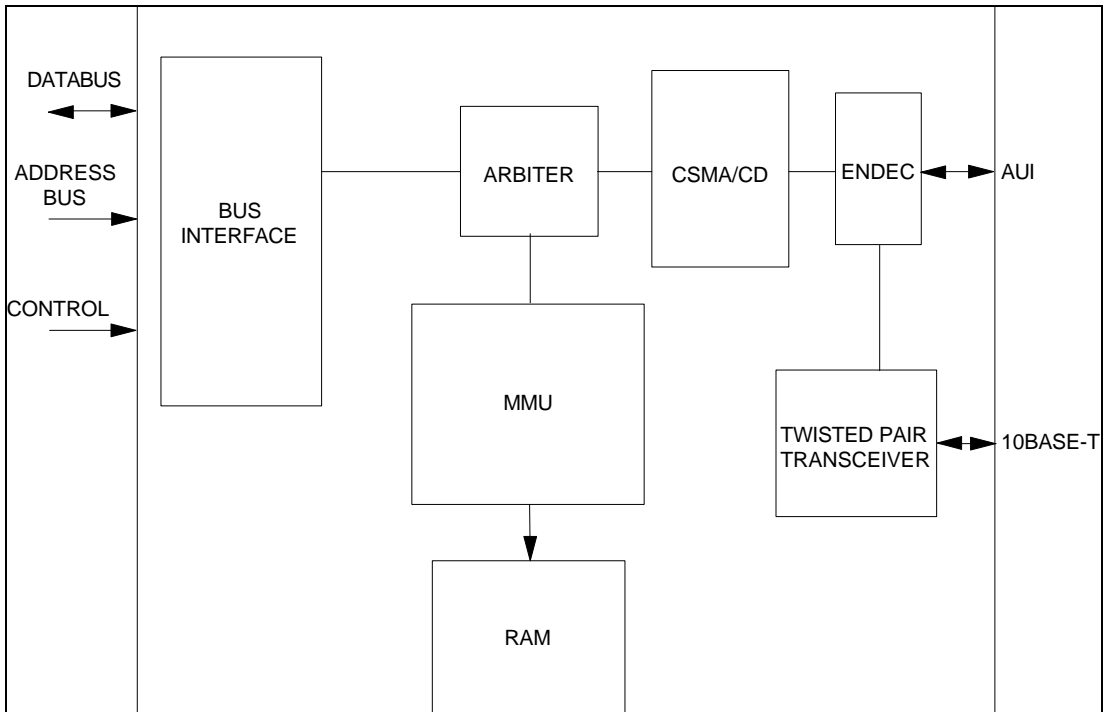 DATABUS
ADDRESS
BUS
CONTROL
BUS
INTERFACE
ARBITER
CSMA/CD
ENDEC
AUI
MMU
TWISTED PAIR
TRANSCEIVER
10BASE-T
RAM